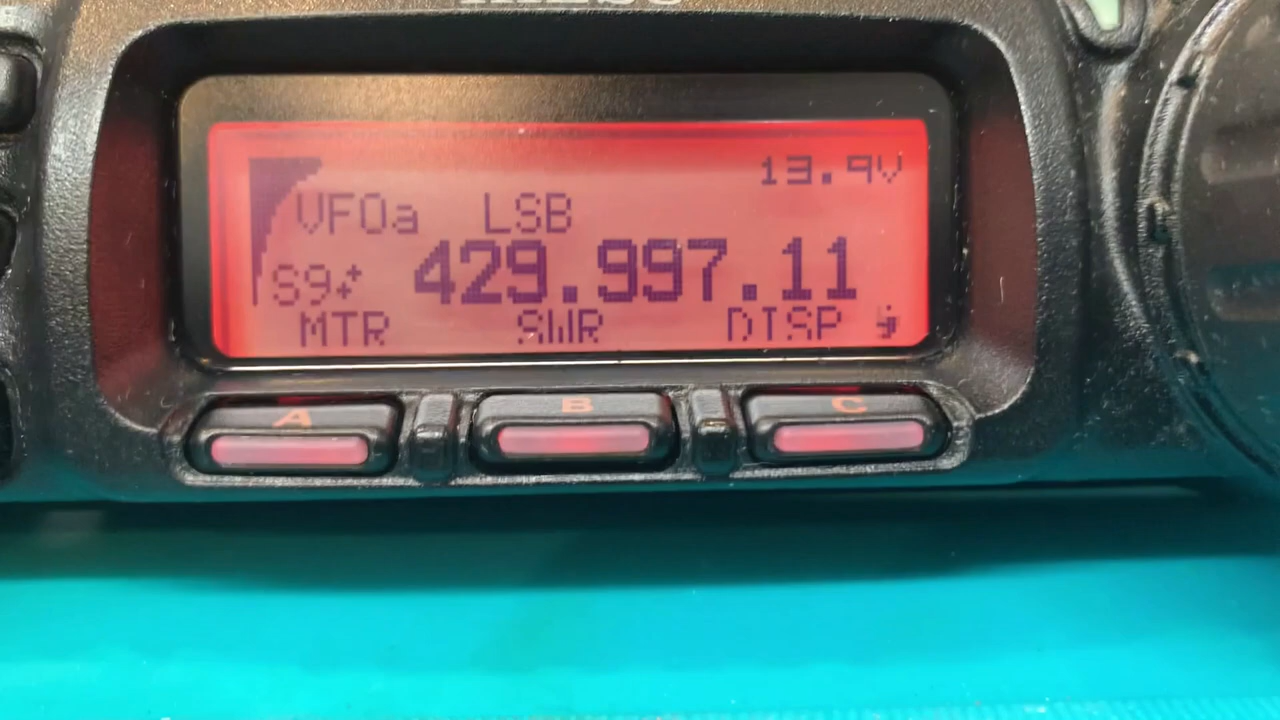 13.9V
VFOa LSB
429.997.11
S9+
MTR SWR DISP
A B C